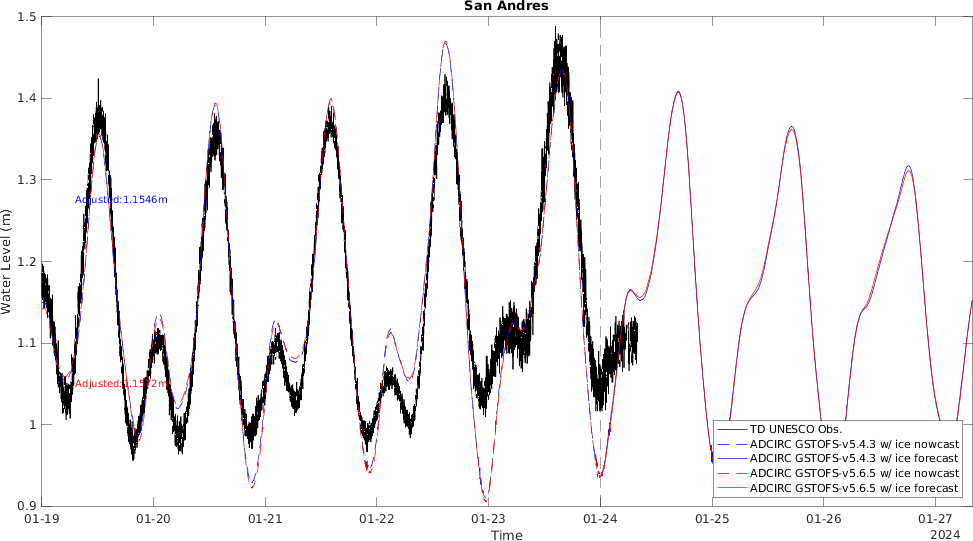 San Andres
1.5
1.4
1.3
1.2
1.1
1
0.9
Water Level (m)
Adjusted:1.1546m
Adjusted:1.1572m
TD UNESCO Obs.
ADCIRC GSTOFS-v5.4.3 w/ ice nowcast
ADCIRC GSTOFS-v5.4.3 w/ ice forecast
ADCIRC GSTOFS-v5.6.5 w/ ice nowcast
ADCIRC GSTOFS-v5.6.5 w/ ice forecast
01-19 01-20 01-21 01-22 01-23 01-24 01-25 01-26 01-27
Time
2024